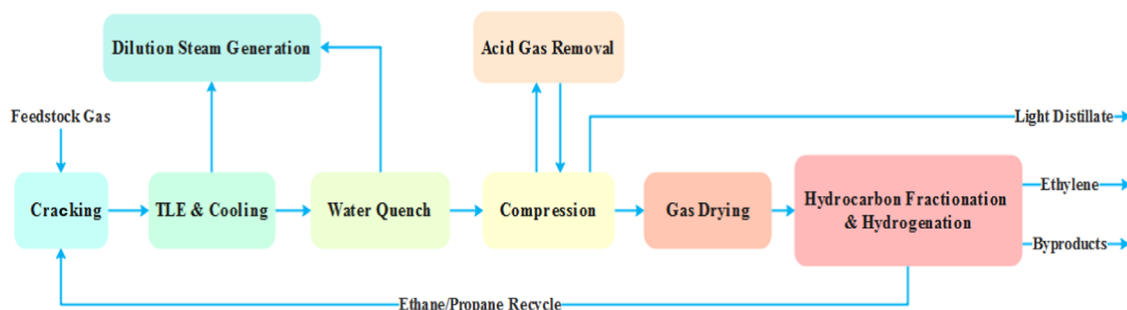 Dilution Steam Generation
Acid Gas Removal
Feedstock Gas
Light Distillate
Cracking
TLE & Cooling
Water Quench
Compression
Gas Drying
Hydrocarbon Fractionation
& Hydrogenation
Ethylene
Byproducts
Ethane/Propane Recycle